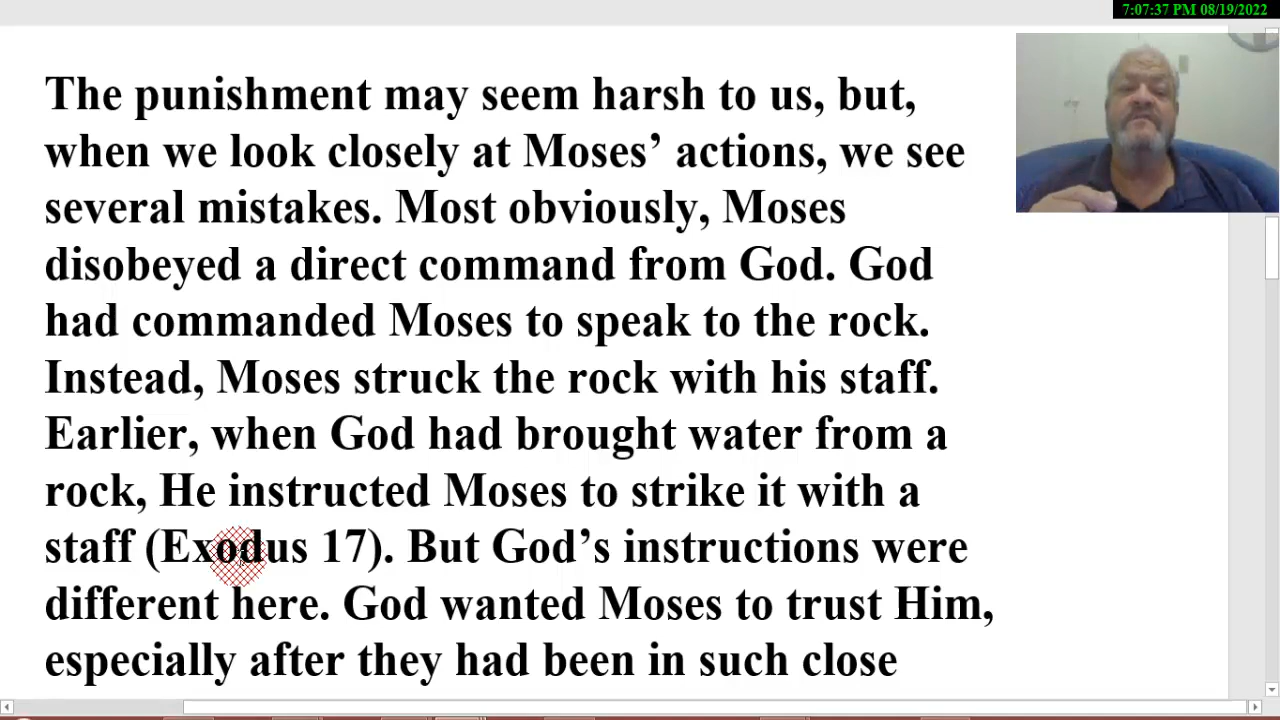 7:07:37 PM 08/19/2022
The punishment may seem harsh to us, but,
when we look closely at Moses’ actions, we see
several mistakes. Most obviously, Moses
disobeyed a direct command from God. God
had commanded Moses to speak to the rock.
Instead, Moses struck the rock with his staff.
Earlier, when God had brought water from a
rock, He instructed Moses to strike it with a
staff (Exodus 17). But God’s instructions were
different here. God wanted Moses to trust Him,
especially after they had been in such close